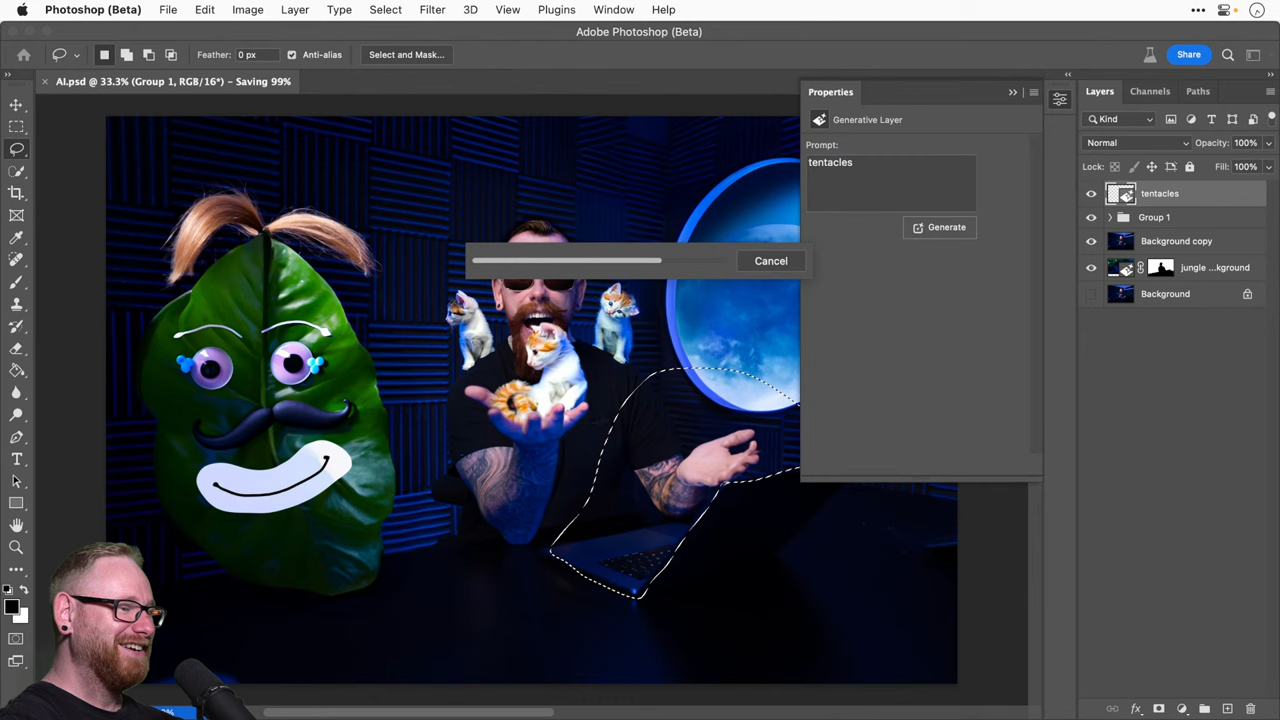 Photoshop (Beta) File Edit Image Layer Type Select Filter 3D View Plugins Window Help
Adobe Photoshop (Beta)
Feather: 0 px Anti-alias Select and Mask... Share
AI.psd @ 33.3% (Group 1, RGB/16*) – Saving 99%
Properties
Generative Layer
Prompt:
tentacles
Generate
Cancel
Layers Channels Paths
Kind
Normal Opacity: 100%
Lock: Fill: 100%
tentacles
Group 1
Background copy
jungle ...kground
Background
fx